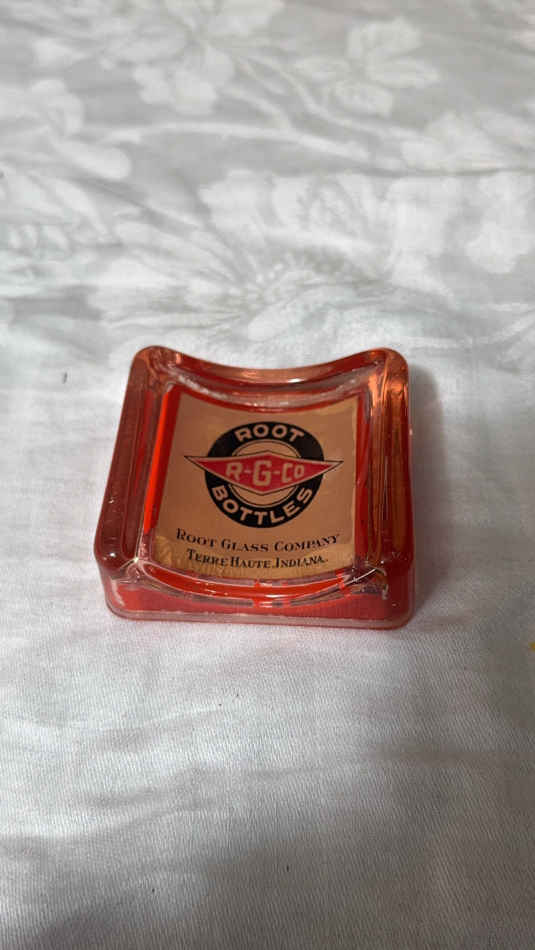 ROOT
R-G-CO
BOTTLES
ROOT GLASS COMPANY
TERRE HAUTE, INDIANA.